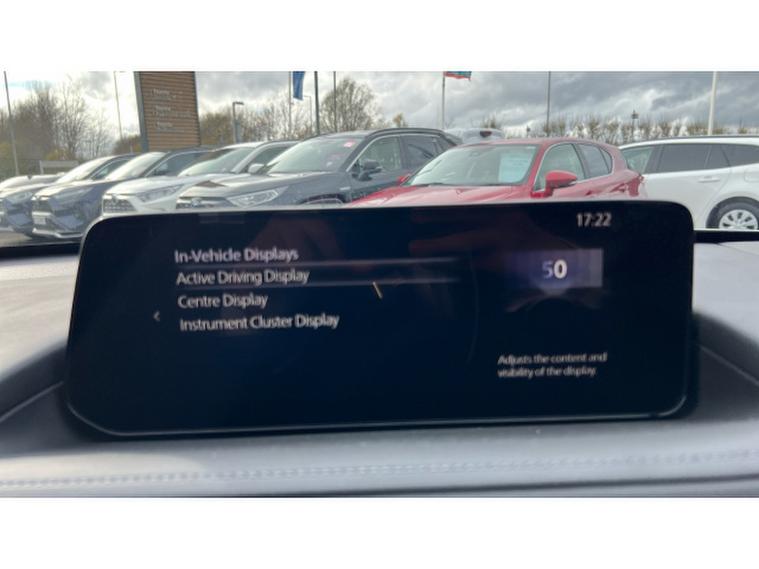 17:22
In-Vehicle Displays
Active Driving Display
50
Centre Display
Instrument Cluster Display
Adjusts the content and
visibility of the display.